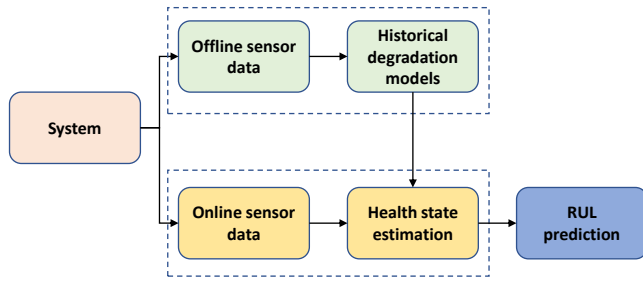 Offline sensor
data
Historical
degradation
models
System
Online sensor
data
Health state
estimation
RUL
prediction